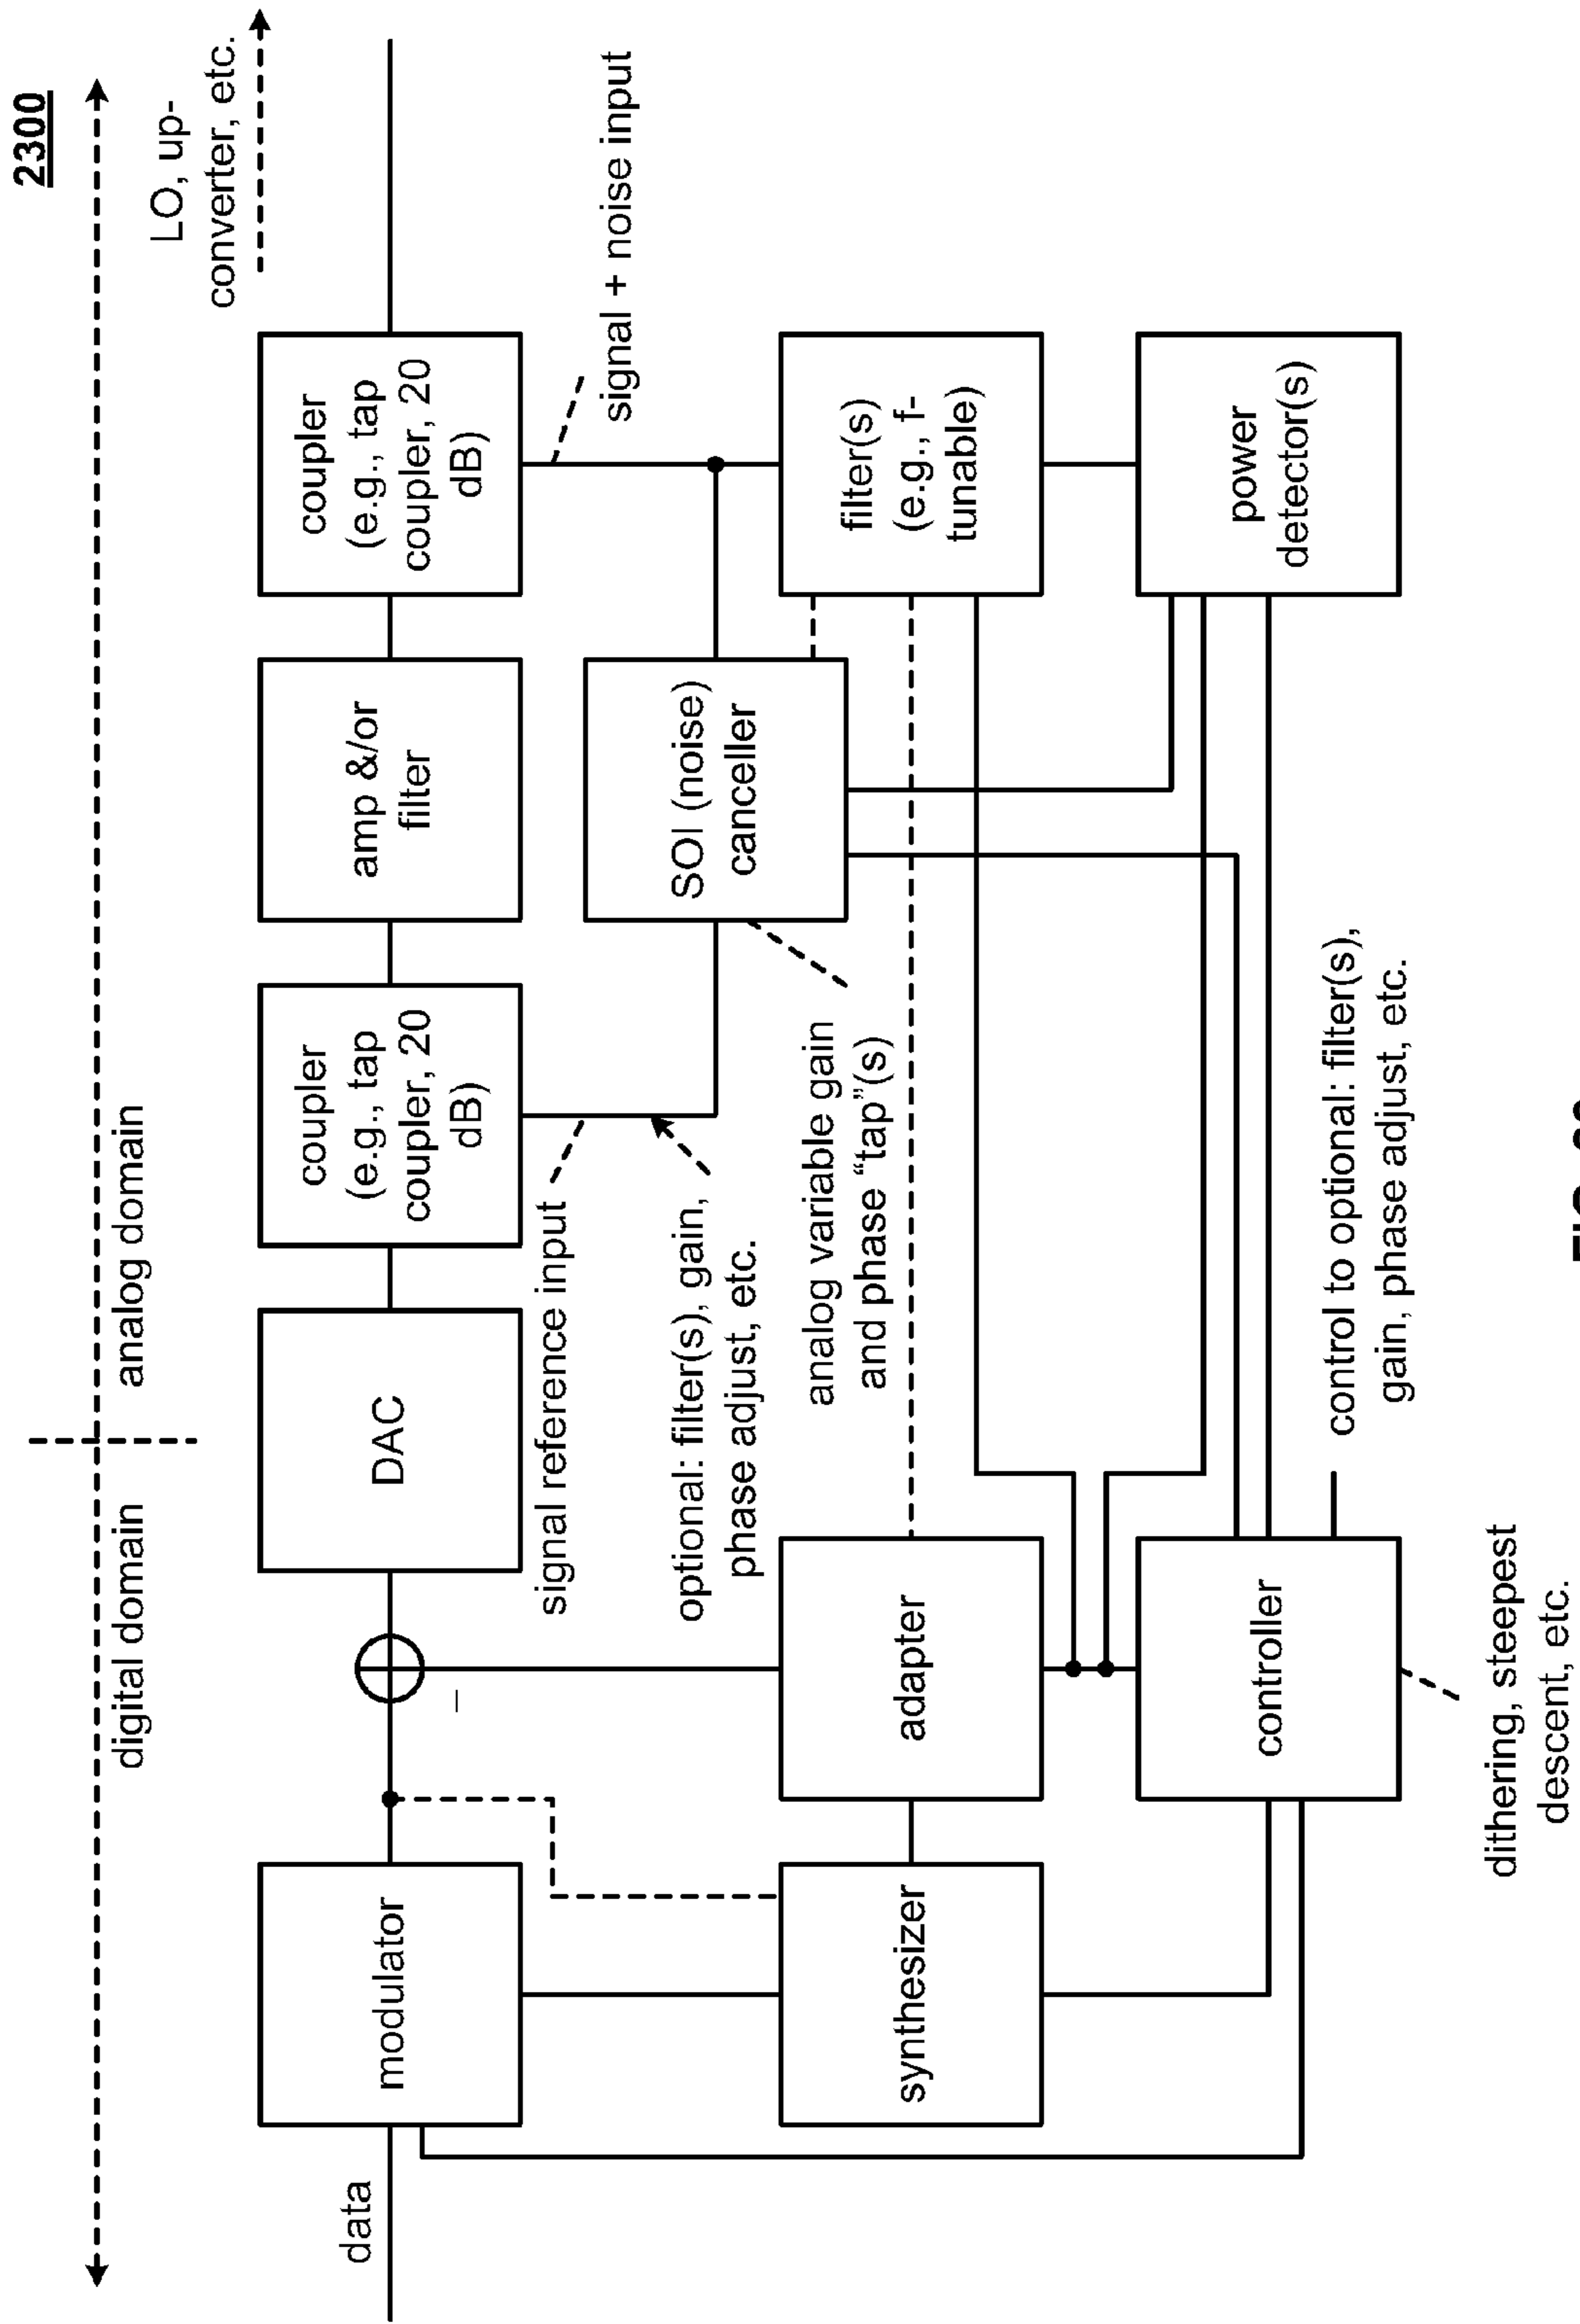 2300
digital domain
analog domain
LO, up-
converter, etc.
data
modulator
DAC
coupler
(e.g., tap
coupler, 20
dB)
amp &/or
filter
coupler
(e.g., tap
coupler, 20
dB)
–
signal reference input
signal + noise input
optional: filter(s), gain,
phase adjust, etc.
SOI (noise)
canceller
analog variable gain
and phase “tap”(s)
synthesizer
adapter
filter(s)
(e.g., f-
tunable)
controller
power
detector(s)
control to optional: filter(s),
gain, phase adjust, etc.
dithering, steepest
descent, etc.
FIG.